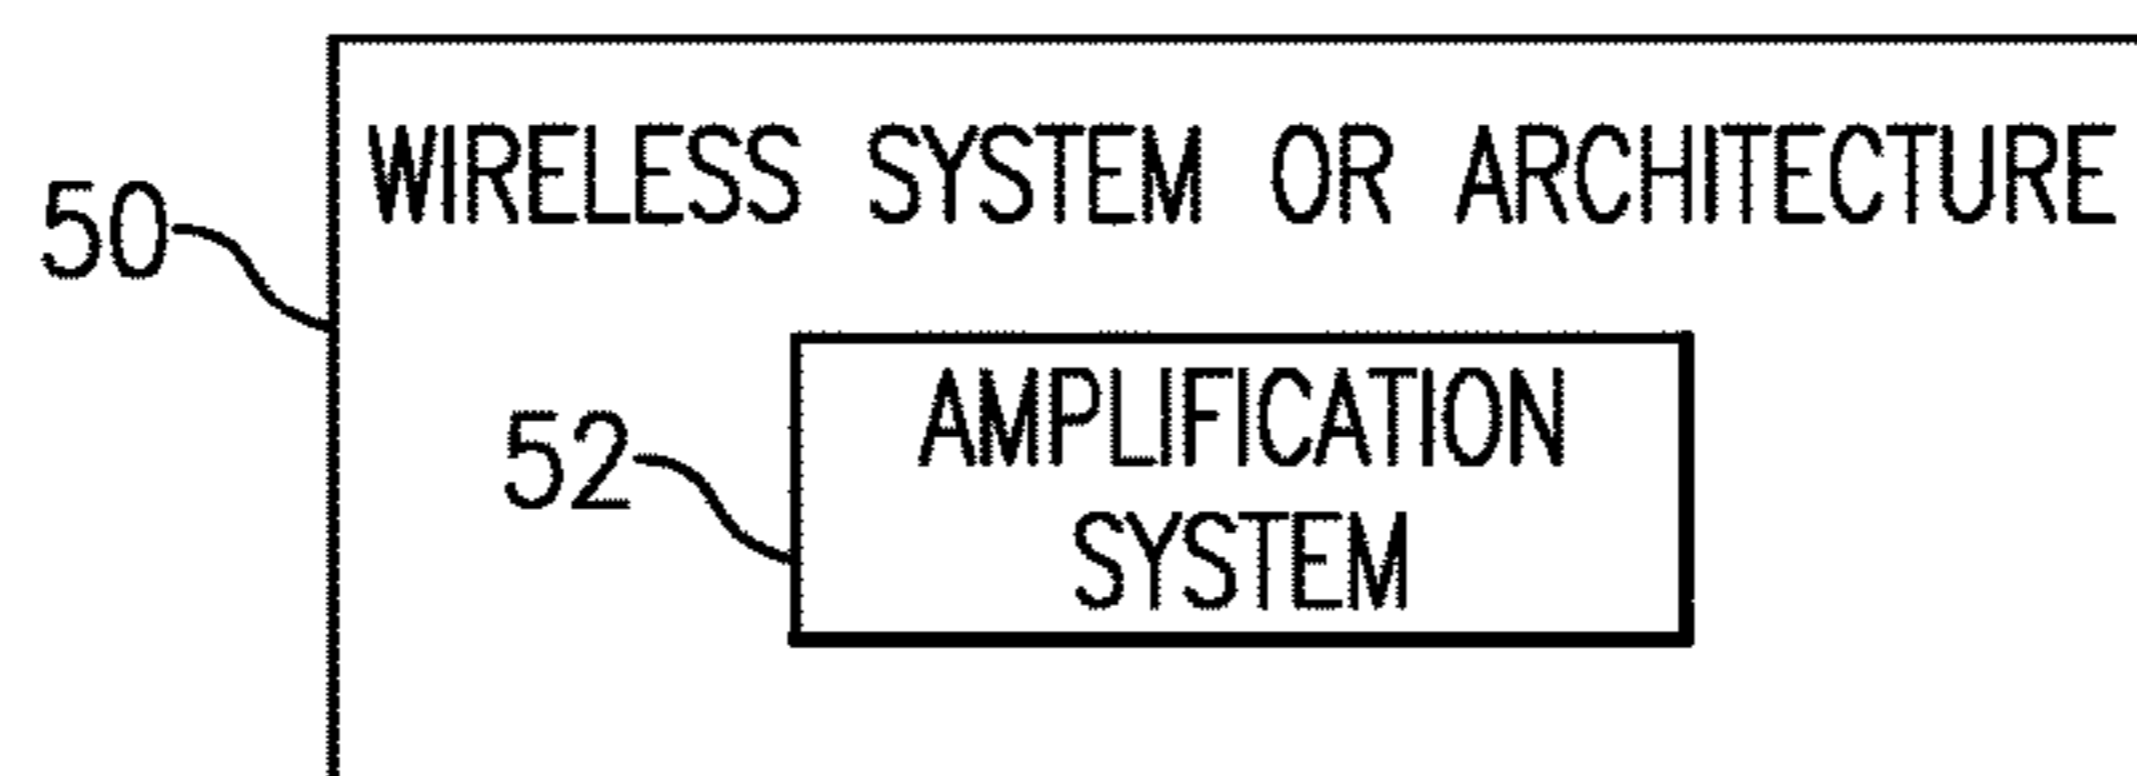 WIRELESS SYSTEM OR ARCHITECTURE
50
AMPLIFICATION
52
SYSTEM